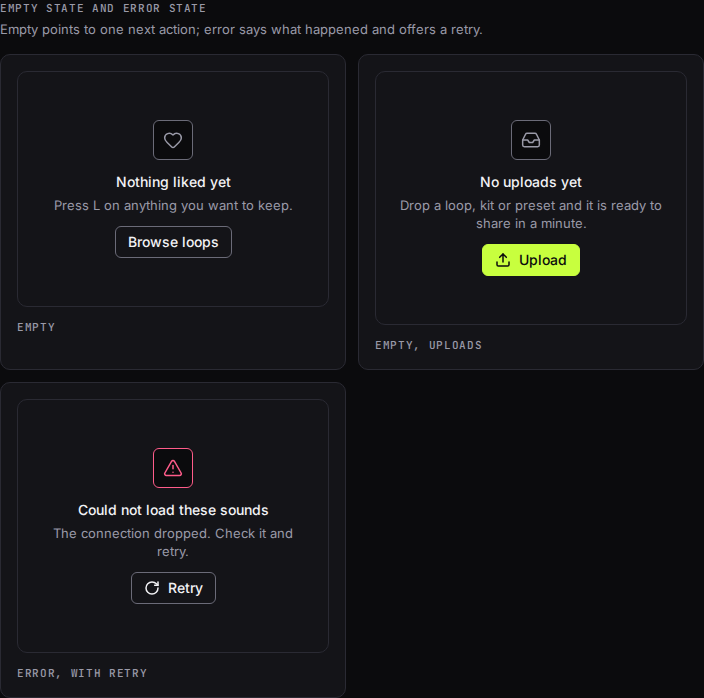 EMPTY STATE AND ERROR STATE
Empty points to one next action; error says what happened and offers a retry.
Nothing liked yet
Press L on anything you want to keep.
Browse loops
EMPTY
No uploads yet
Drop a loop, kit or preset and it is ready to
share in a minute.
Upload
EMPTY, UPLOADS
Could not load these sounds
The connection dropped. Check it and
retry.
Retry
ERROR, WITH RETRY